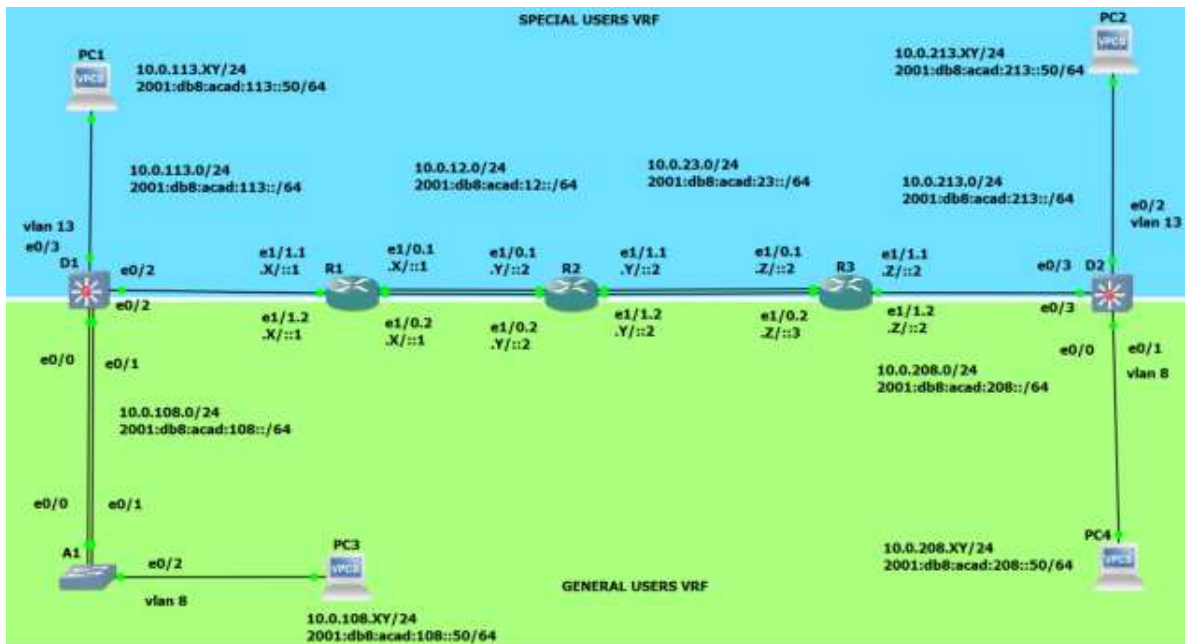 SPECIAL USERS VRF
PC1
VPCS
10.0.113.XY/24
2001:db8:acad:113::50/64
PC2
VPCS
10.0.213.XY/24
2001:db8:acad:213::50/64
10.0.113.0/24
2001:db8:acad:113::/64
10.0.12.0/24
2001:db8:acad:12::/64
10.0.23.0/24
2001:db8:acad:23::/64
10.0.213.0/24
2001:db8:acad:213::/64
vlan 13
e0/3
D1
e0/2
e0/2
e1/1.1
.X/::1
R1
e1/0.1
.X/::1
e1/0.1
.Y/::2
R2
e1/1.1
.Y/::2
e1/0.1
.Z/::2
R3
e1/1.1
.Z/::2
e0/2
vlan 13
e0/3
D2
e1/1.2
.X/::1
e1/0.2
.X/::1
e1/0.2
.Y/::2
e1/1.2
.Y/::2
e1/0.2
.Z/::3
e1/1.2
.Z/::2
e0/3
e0/0
e0/1
vlan 8
e0/0
e0/1
10.0.108.0/24
2001:db8:acad:108::/64
10.0.208.0/24
2001:db8:acad:208::/64
e0/0
e0/1
A1
e0/2
vlan 8
PC3
VPCS
10.0.108.XY/24
2001:db8:acad:108::50/64
GENERAL USERS VRF
10.0.208.XY/24
2001:db8:acad:208::50/64
PC4
VPCS